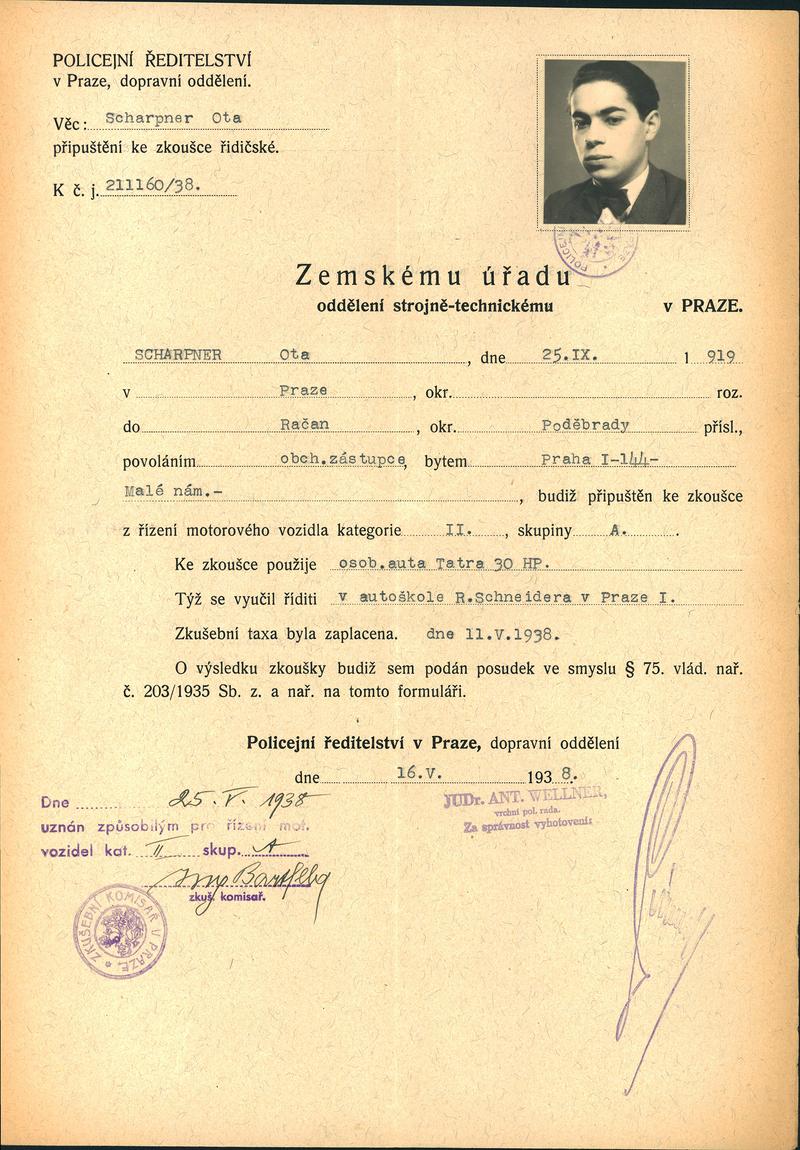 POLICEJNÍ ŘEDITELSTVÍ
v Praze, dopravní oddělení.
Věc: Scharpner Ota
připuštění ke zkoušce řidičské.
K č. j. 211160/38.
Zemskému úřadu
oddělení strojně-technickému v PRAZE.
SCHARPNER Ota, dne 25.IX. 1 919
v Praze, okr. roz.
do Račan, okr. Poděbrady přísl.,
povoláním obch.zástupce, bytem Praha I-144-
Malé nám.-, budiž připuštěn ke zkoušce
z řízení motorového vozidla kategorie II., skupiny A.
Ke zkoušce použije osob.auta Tatra 30 HP.
Týž se vyučil říditi v autoškole R.Schneidera v Praze I.
Zkušební taxa byla zaplacena. dne 11.V.1938.
O výsledku zkoušky budiž sem podán posudek ve smyslu § 75. vlád. nař.
č. 203/1935 Sb. z. a nař. na tomto formuláři.
Policejní ředitelství v Praze, dopravní oddělení
dne 16.V. 193 8.
JUDr. ANT. WELLNER,
vrchní pol. rada.
Za správnost vyhotovení:
Dne 25. V. 1938
uznán způsobilým pro řízení mot.
vozidel kat. II skup. A
Ing
zkuš. komisař.
ZKUŠEBNÍ KOMISAŘ V PRAZE